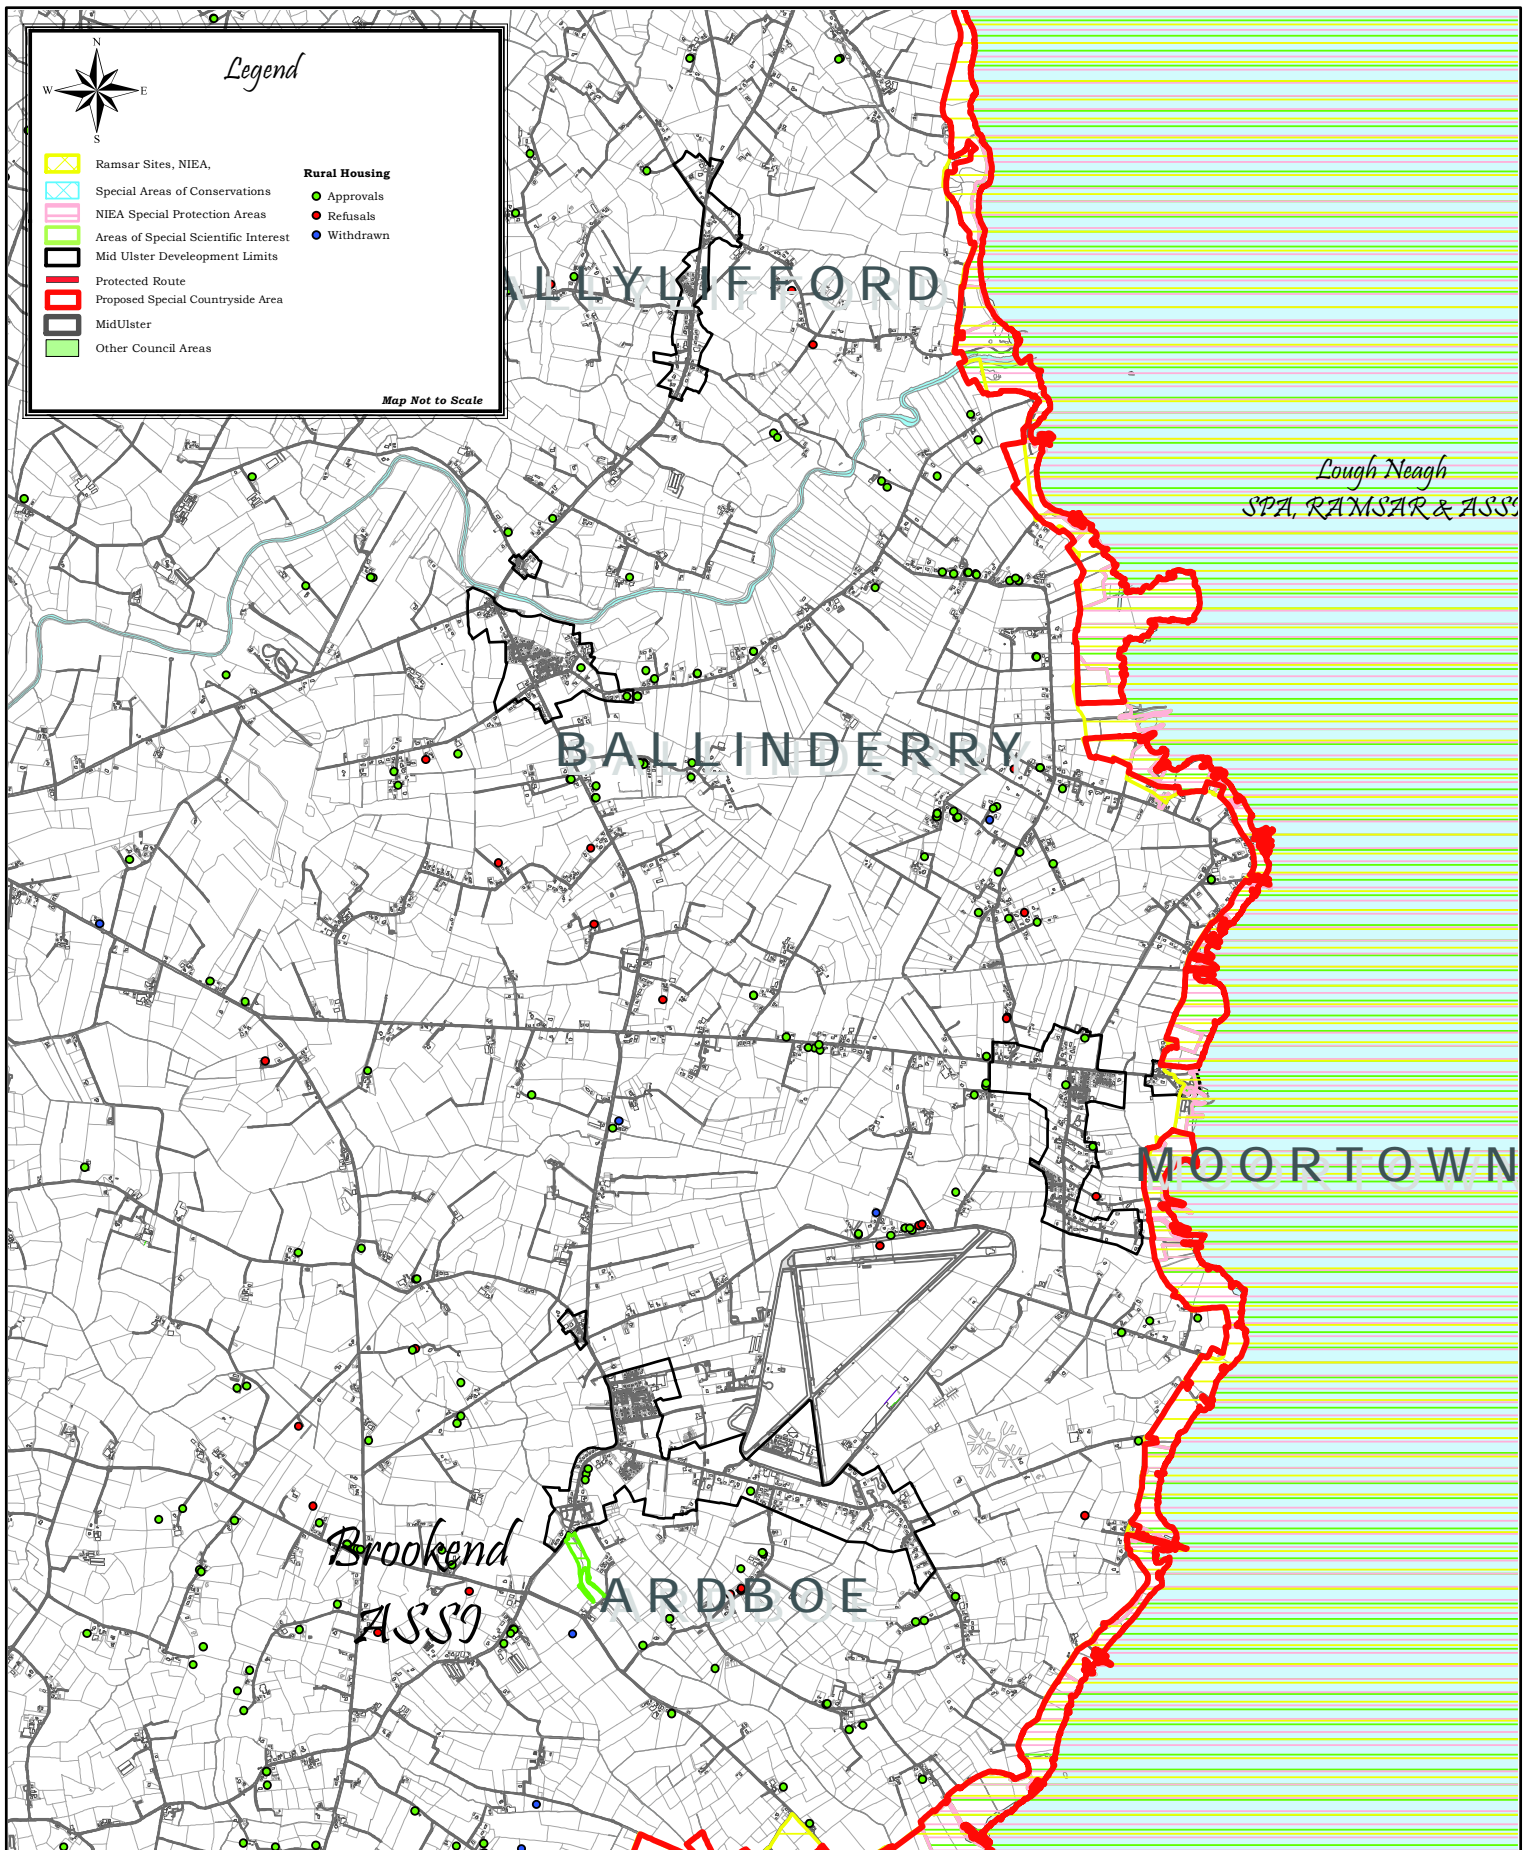 Legend
N
W
E
S
Ramsar Sites, NIEA,
Special Areas of Conservations
NIEA Special Protection Areas
Areas of Special Scientific Interest
Mid Ulster Develeopment Limits
Protected Route
Proposed Special Countryside Area
MidUlster
Other Council Areas
Rural Housing
Approvals
Refusals
Withdrawn
Map Not to Scale
ALLYLIFFORD
Lough Neagh
SPA, RAMSAR & ASSI
BALLINDERRY
MOORTOWN
Brookend
ASSI
ARDBOE